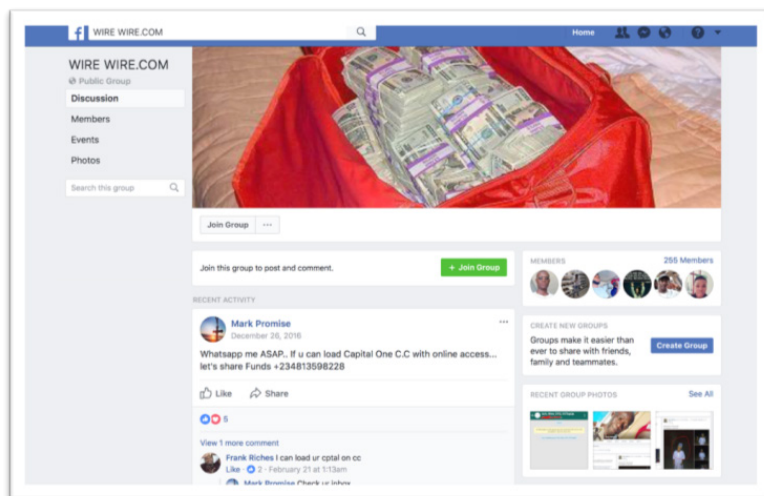 WIRE WIRE.COM
Home
WIRE WIRE.COM
Public Group
Discussion
Members
Events
Photos
Search this group
Join Group
Join this group to post and comment.
+ Join Group
RECENT ACTIVITY
Mark Promise
December 26, 2016
Whatsapp me ASAP.. If u can load Capital One C.C with online access...
let's share Funds +234813598228
Like Share
5
View 1 more comment
Frank Riches I can load ur cptal on cc
Like · 2 · February 21 at 1:13am
Mark Promise Check ur inbox
MEMBERS 255 Members
CREATE NEW GROUPS
Groups make it easier than
ever to share with friends,
family and teammates.
Create Group
RECENT GROUP PHOTOS See All